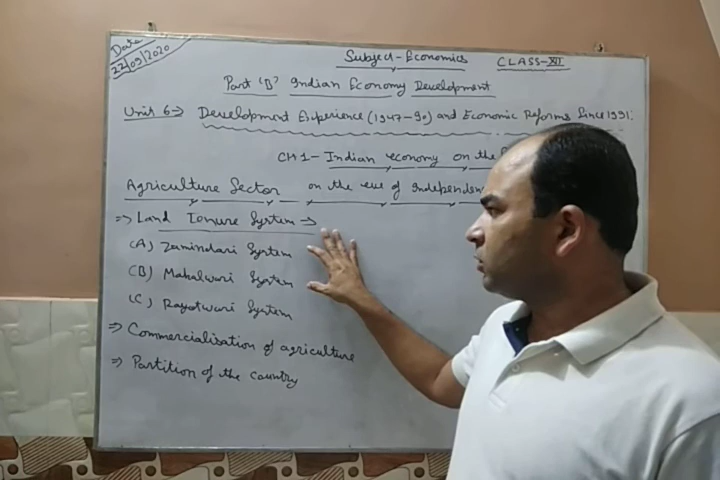 Date
22/09/2020
Subject-Economics CLASS-XII
Part 'B' Indian Economy Development
Unit 6⇒ Development Experience (1947-90) and Economic Reforms Since 1991:
CH 1- Indian economy on the
Agriculture Sector on the eve of Independen
⇒ Land Tenure System ⇒
(A) Zamindari System
(B) Mahalwari System
(C) Rayotwari System
⇒ Commercialisation of agriculture
⇒ Partition of the country